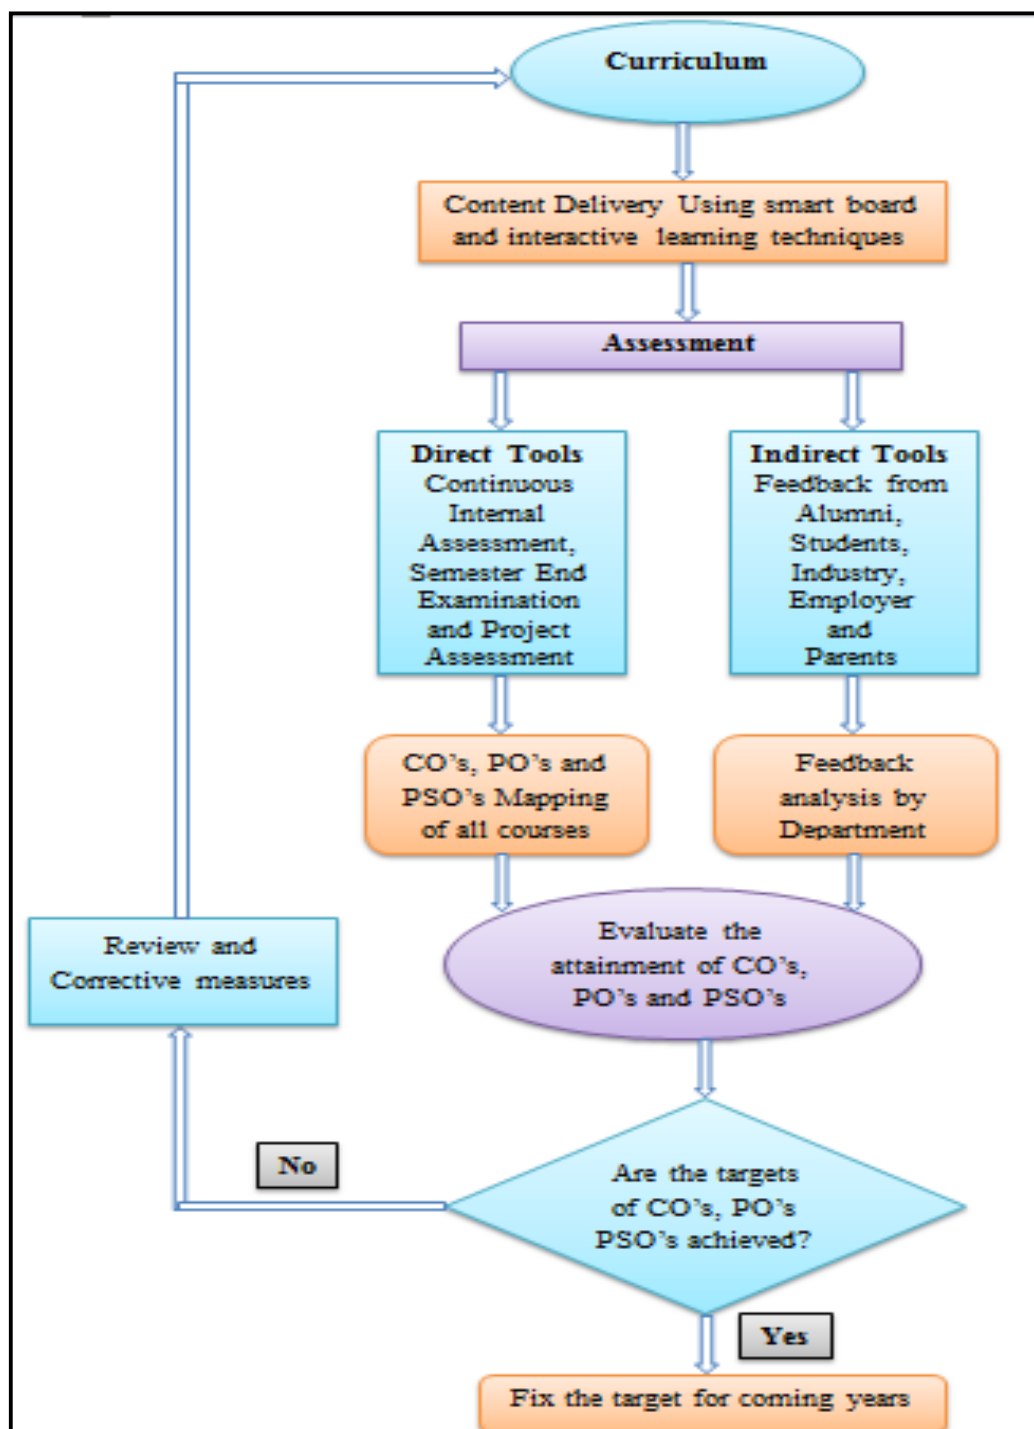 Curriculum
Content Delivery Using smart board
and interactive learning techniques
Assessment
Direct Tools
Continuous
Internal
Assessment,
Semester End
Examination
and Project
Assessment
Indirect Tools
Feedback from
Alumni,
Students,
Industry,
Employer
and
Parents
CO's, PO's and
PSO's Mapping
of all courses
Feedback
analysis by
Department
Evaluate the
attainment of CO's,
PO's and PSO's
Review and
Corrective measures
Are the targets
of CO's, PO's
PSO's achieved?
No
Yes
Fix the target for coming years